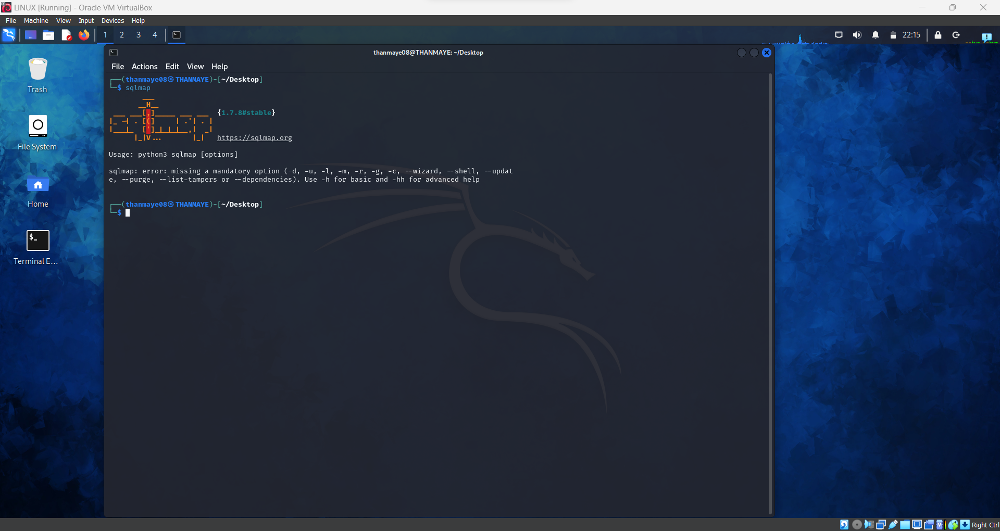 LINUX [Running] - Oracle VM VirtualBox
File Machine View Input Devices Help
1 2 3 4 22:15
thanmaye08@THANMAYE: ~/Desktop
File Actions Edit View Help
┌──(thanmaye08㉿THANMAYE)-[~/Desktop]
└─$ sqlmap
        ___
       __H__
 ___ ___[,]_____ ___ ___  {1.7.8#stable}
|_ -| . [(]     | .'| . |
|___|_  [']_|_|_|__,|  _|
      |_|V...       |_|   https://sqlmap.org
Usage: python3 sqlmap [options]
sqlmap: error: missing a mandatory option (-d, -u, -l, -m, -r, -g, -c, --wizard, --shell, --updat
e, --purge, --list-tampers or --dependencies). Use -h for basic and -hh for advanced help
┌──(thanmaye08㉿THANMAYE)-[~/Desktop]
└─$
Trash
File System
Home
$_
Terminal E...
Right Ctrl